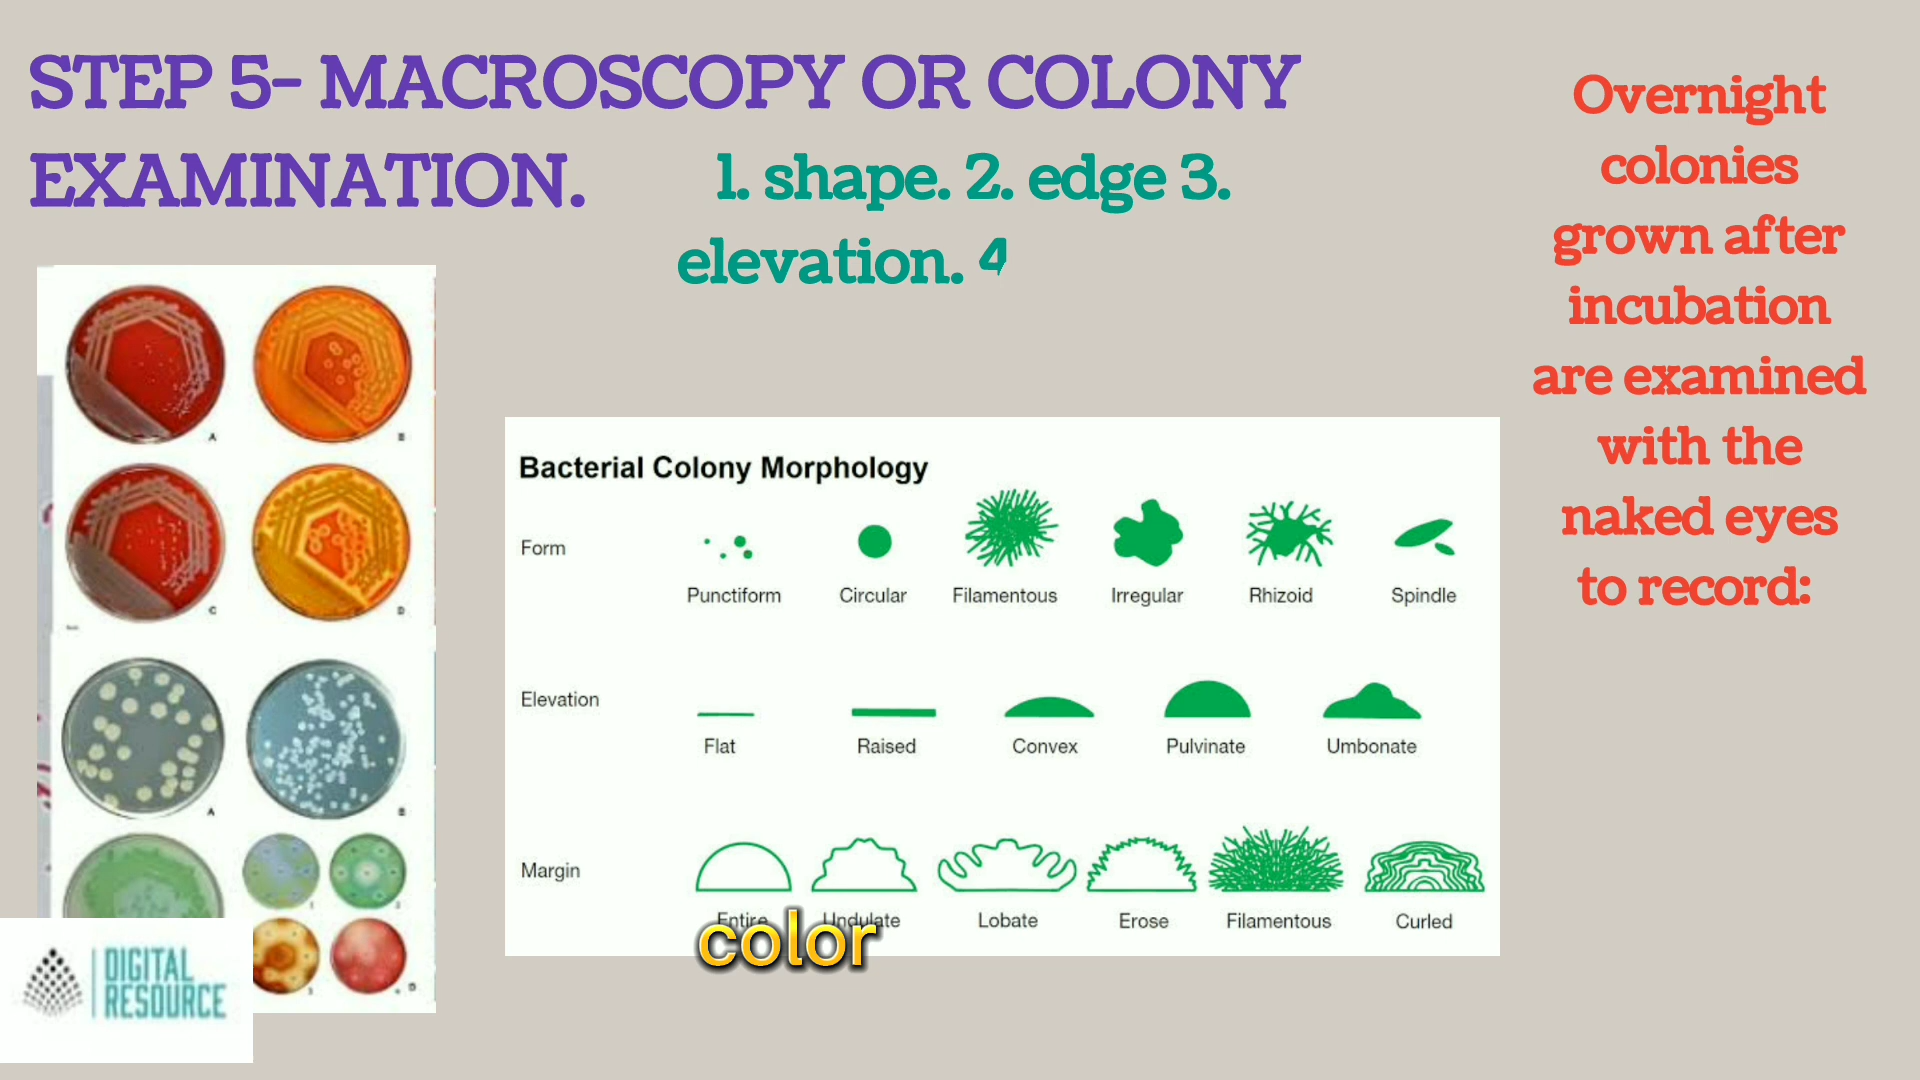 STEP 5- MACROSCOPY OR COLONY
EXAMINATION.
1. shape. 2. edge 3.
elevation. 4
Overnight
colonies
grown after
incubation
are examined
with the
naked eyes
to record:
A
B
C
D
A
B
D
Bacterial Colony Morphology
Form
Punctiform Circular Filamentous Irregular Rhizoid Spindle
Elevation
Flat Raised Convex Pulvinate Umbonate
Margin
Entire Undulate Lobate Erose Filamentous Curled
color
DIGITAL
RESOURCE